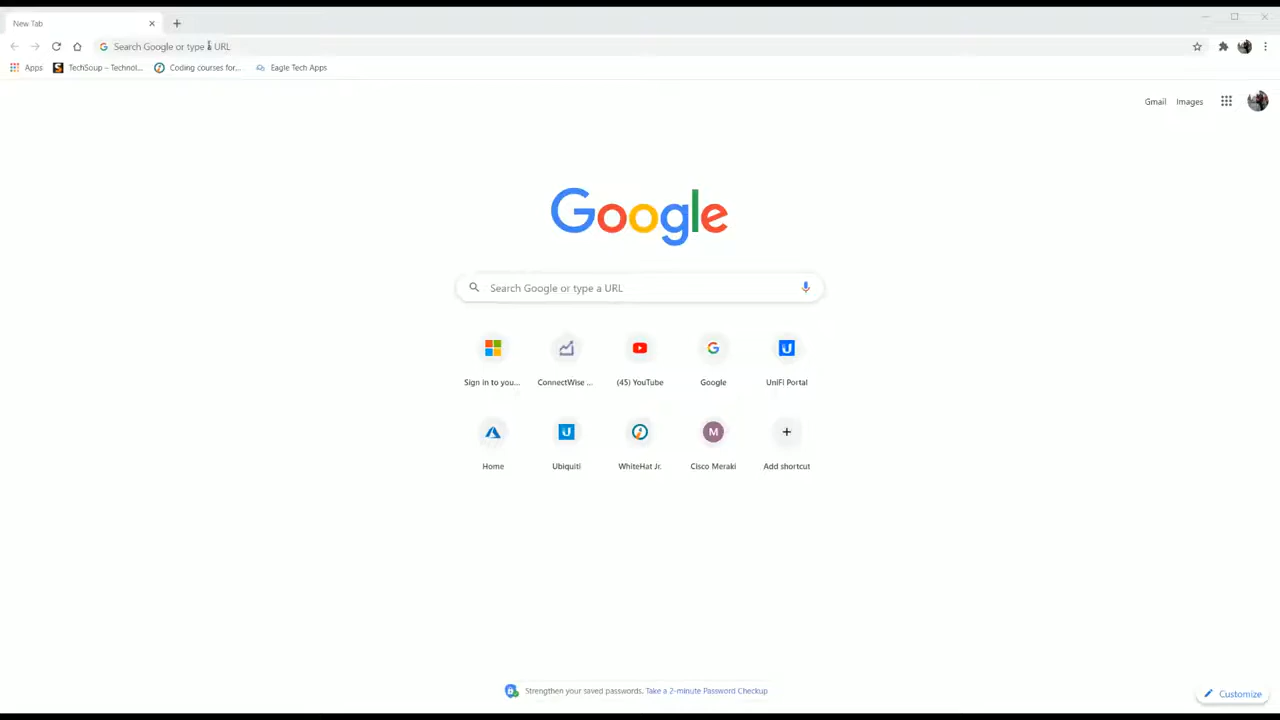 New Tab
Search Google or type a URL
Apps TechSoup – Technol... Coding courses for... Eagle Tech Apps
Gmail Images
Google
Search Google or type a URL
Sign in to you... ConnectWise ... (45) YouTube Google UniFi Portal
Home Ubiquiti WhiteHat Jr. Cisco Meraki Add shortcut
M
Strengthen your saved passwords. Take a 2-minute Password Checkup
Customize